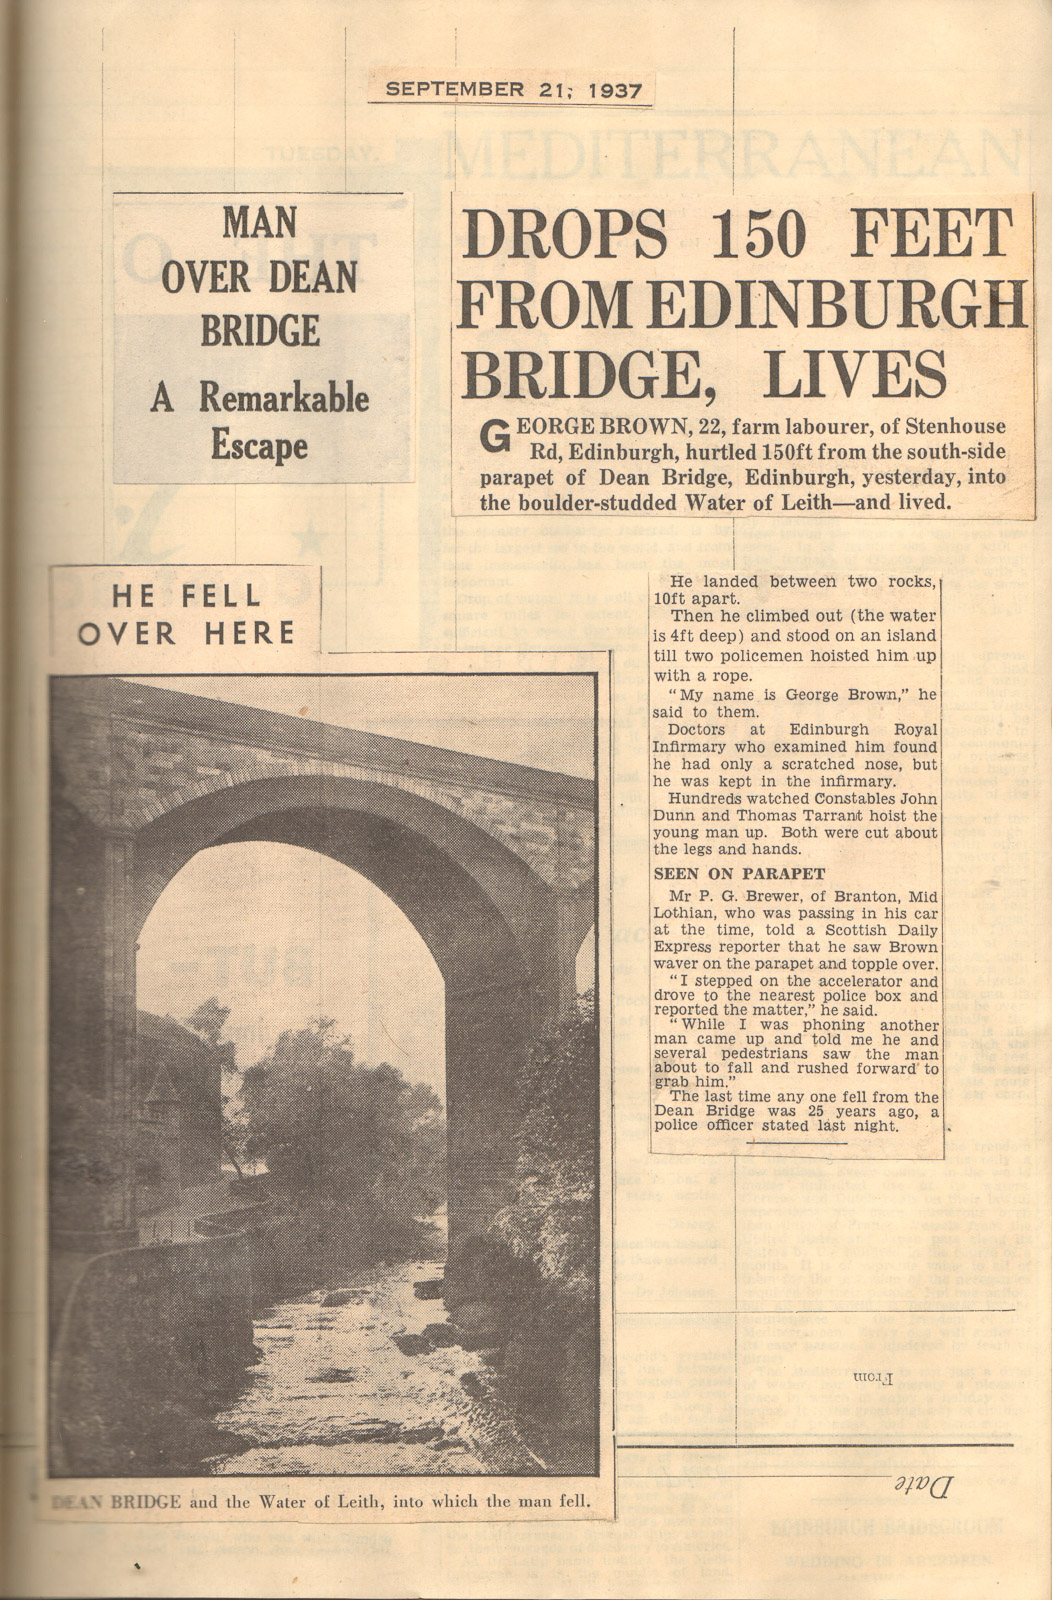 SEPTEMBER 21, 1937
MAN
OVER DEAN
BRIDGE
A Remarkable
Escape
DROPS 150 FEET
FROM EDINBURGH
BRIDGE, LIVES
GEORGE BROWN, 22, farm labourer, of Stenhouse
Rd, Edinburgh, hurtled 150ft from the south-side
parapet of Dean Bridge, Edinburgh, yesterday, into
the boulder-studded Water of Leith—and lived.
HE FELL
OVER HERE
DEAN BRIDGE and the Water of Leith, into which the man fell.
He landed between two rocks,
10ft apart.
Then he climbed out (the water
is 4ft deep) and stood on an island
till two policemen hoisted him up
with a rope.
"My name is George Brown," he
said to them.
Doctors at Edinburgh Royal
Infirmary who examined him found
he had only a scratched nose, but
he was kept in the infirmary.
Hundreds watched Constables John
Dunn and Thomas Tarrant hoist the
young man up. Both were cut about
the legs and hands.
SEEN ON PARAPET
Mr P. G. Brewer, of Branton, Mid
Lothian, who was passing in his car
at the time, told a Scottish Daily
Express reporter that he saw Brown
waver on the parapet and topple over.
"I stepped on the accelerator and
drove to the nearest police box and
reported the matter," he said.
"While I was phoning another
man came up and told me he and
several pedestrians saw the man
about to fall and rushed forward to
grab him."
The last time any one fell from the
Dean Bridge was 25 years ago, a
police officer stated last night.
From
Date